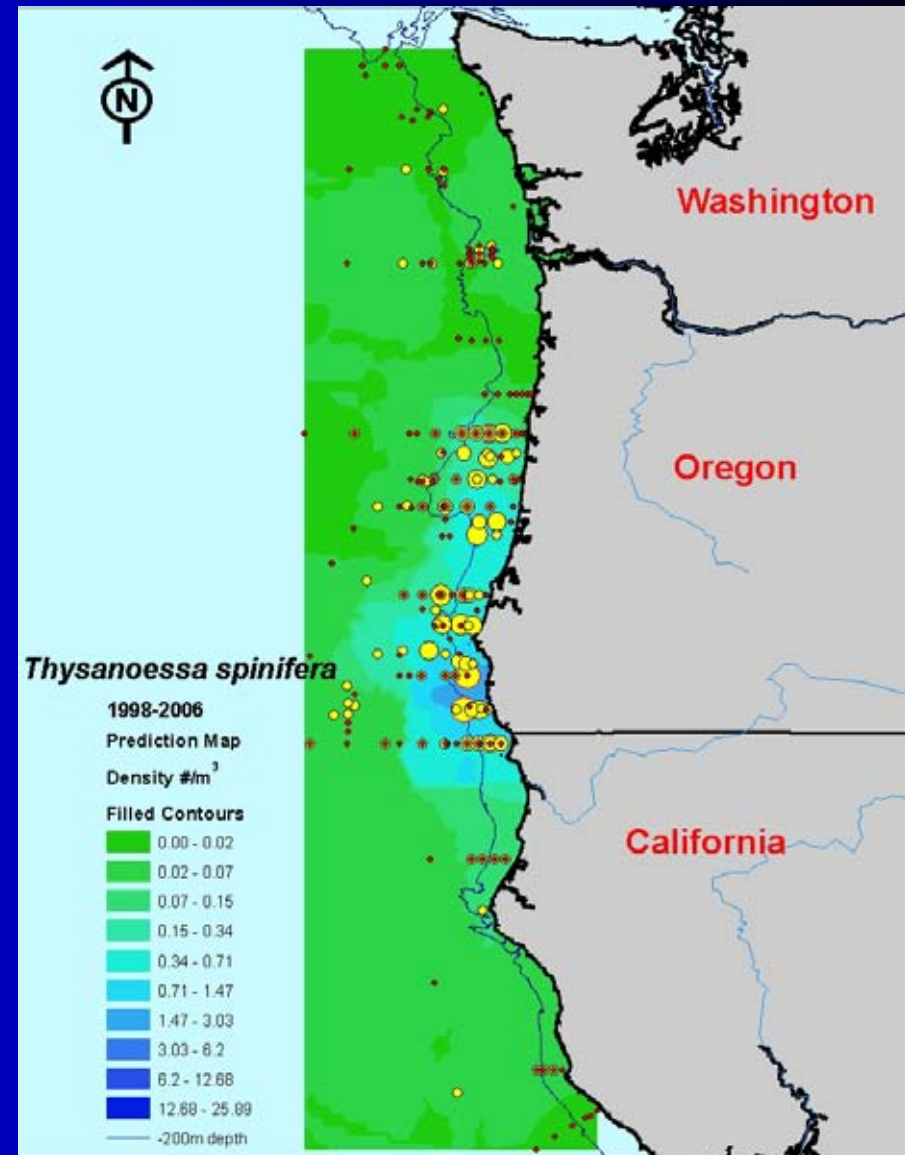 N
Washington
Oregon
Thysanoessa spinifera
1998-2006
Prediction Map
Density #/m³
Filled Contours
0.00 - 0.02
0.02 - 0.07
0.07 - 0.15
0.15 - 0.34
0.34 - 0.71
0.71 - 1.47
1.47 - 3.03
3.03 - 6.2
6.2 - 12.68
12.68 - 25.89
-200m depth
California